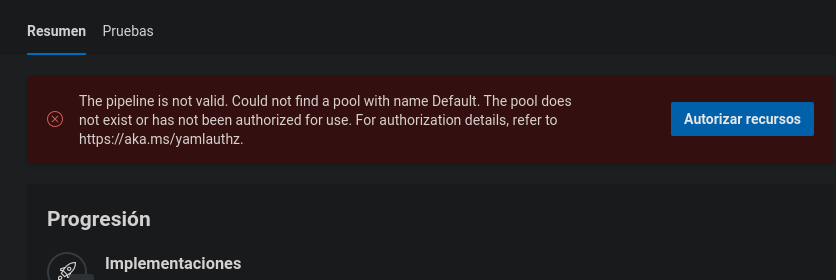 Resumen Pruebas
The pipeline is not valid. Could not find a pool with name Default. The pool does
not exist or has not been authorized for use. For authorization details, refer to
https://aka.ms/yamlauthz.
Autorizar recursos
Progresión
Implementaciones